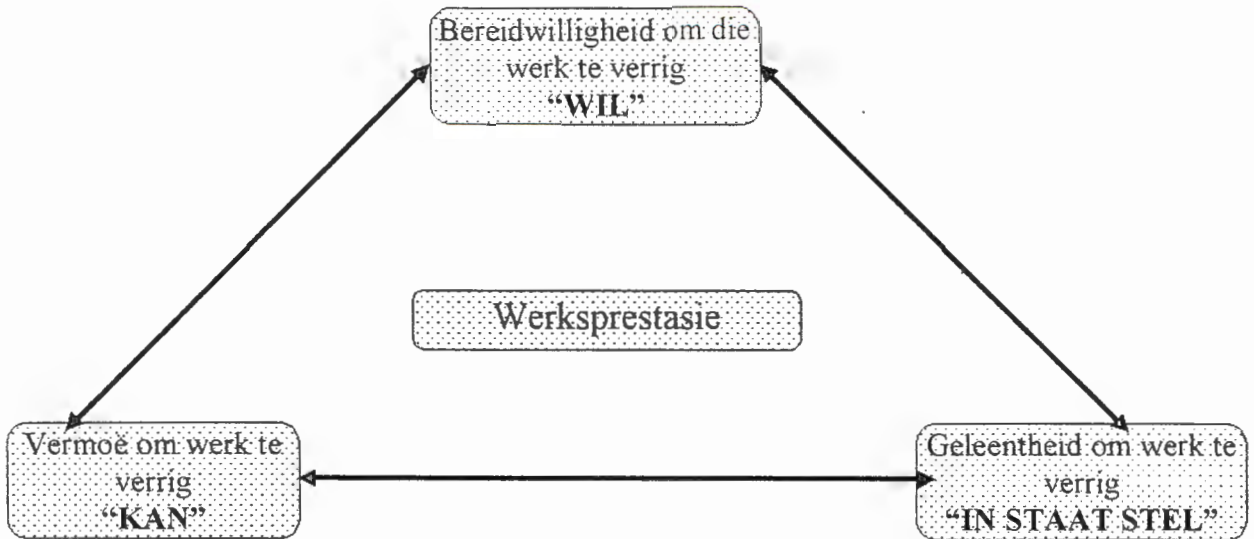 Bereidwilligheid om die
werk te verrig
“WIL”
Werksprestasie
Vermoë om werk te
verrig
“KAN”
Geleentheid om werk te
verrig
“IN STAAT STEL”